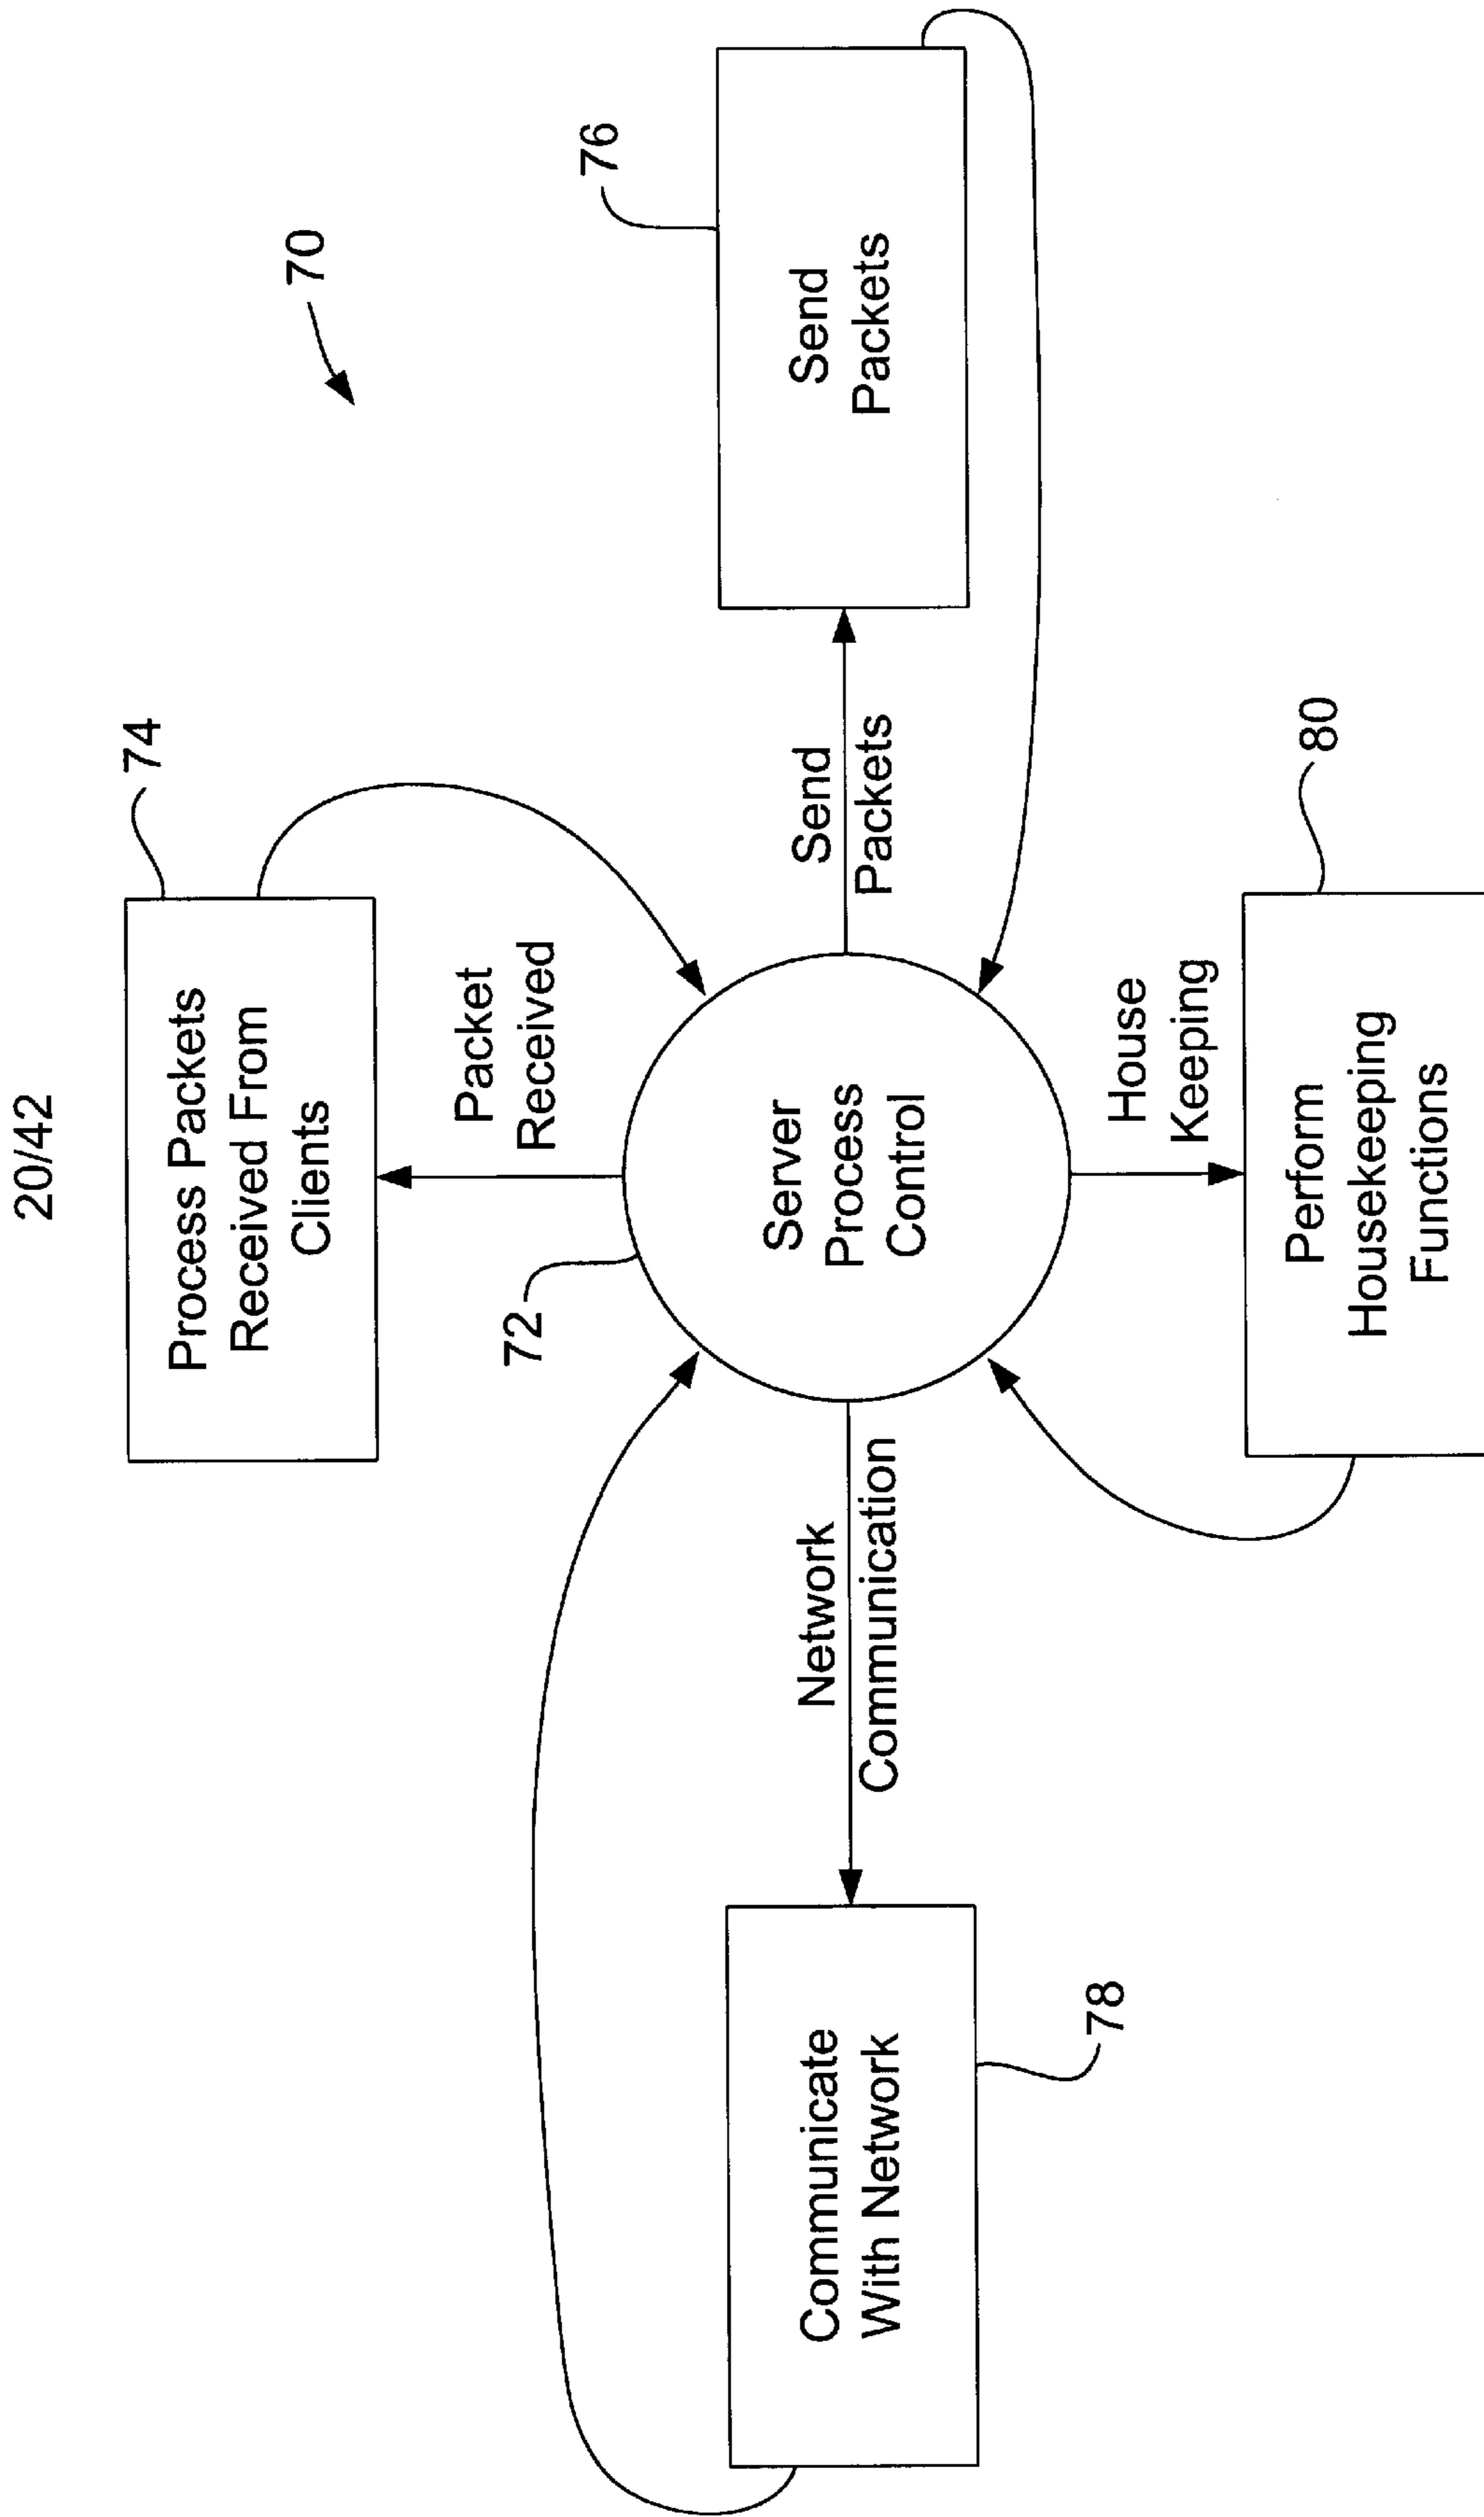 20/42
Process Packets
Received From
Clients
74
70
Packet
Received
72
76
Network
Communication
Server
Process
Control
Send
Packets
Send
Packets
Communicate
With Network
78
House
Keeping
80
Perform
Housekeeping
Functions